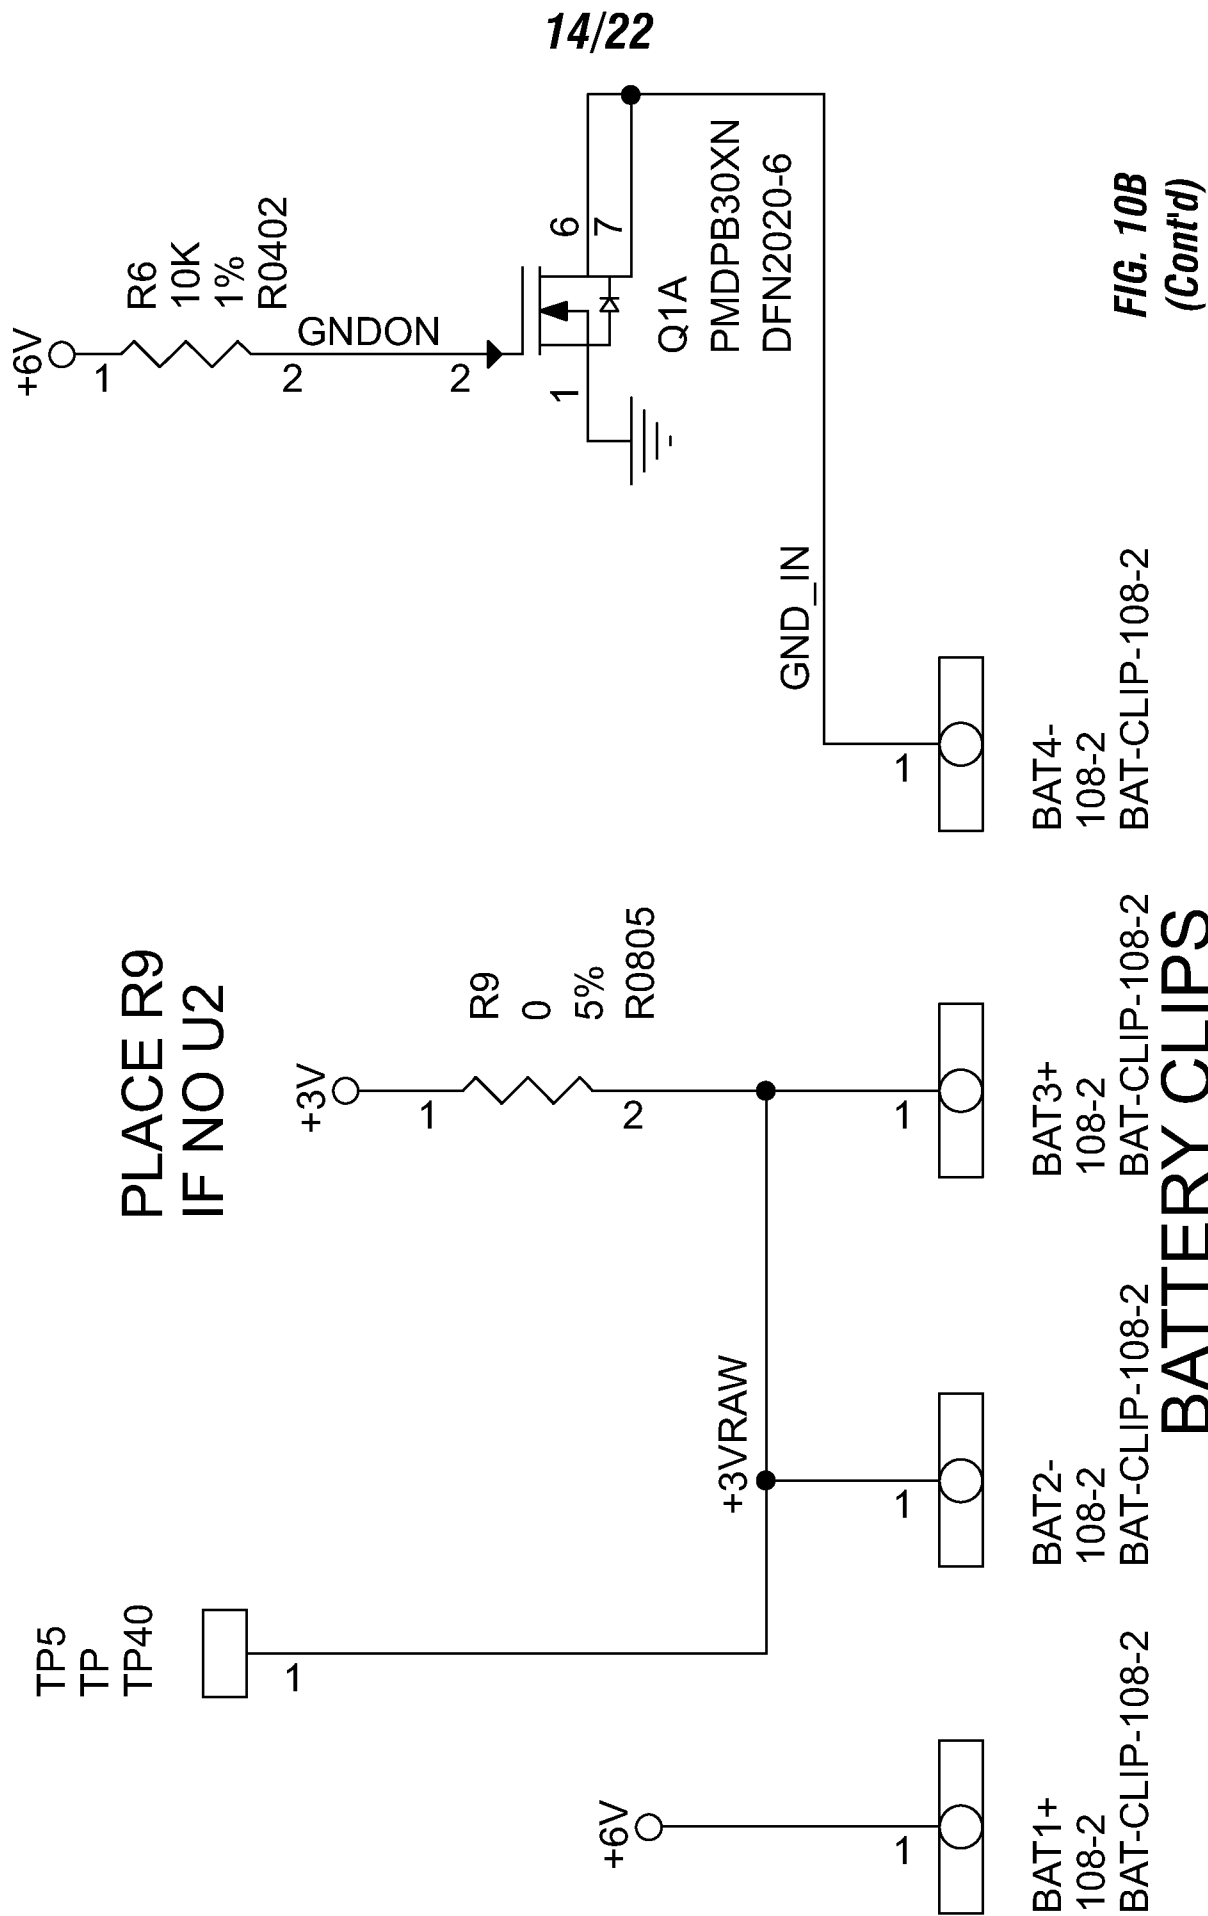 14/22
TP5
TP
TP40
1
PLACE R9
IF NO U2
+3V
1
R9
0
5%
R0805
2
+6V
1
R6
10K
1%
R0402
2
GNDON
2
1
6
7
Q1A
PMDPB30XN
DFN2020-6
+6V
1
+3VRAW
1
1
GND_IN
1
BAT1+
108-2
BAT-CLIP-108-2
BAT2-
108-2
BAT-CLIP-108-2
BAT3+
108-2
BAT-CLIP-108-2
BAT4-
108-2
BAT-CLIP-108-2
BATTERY CLIPS
FIG. 10B
(Cont'd)